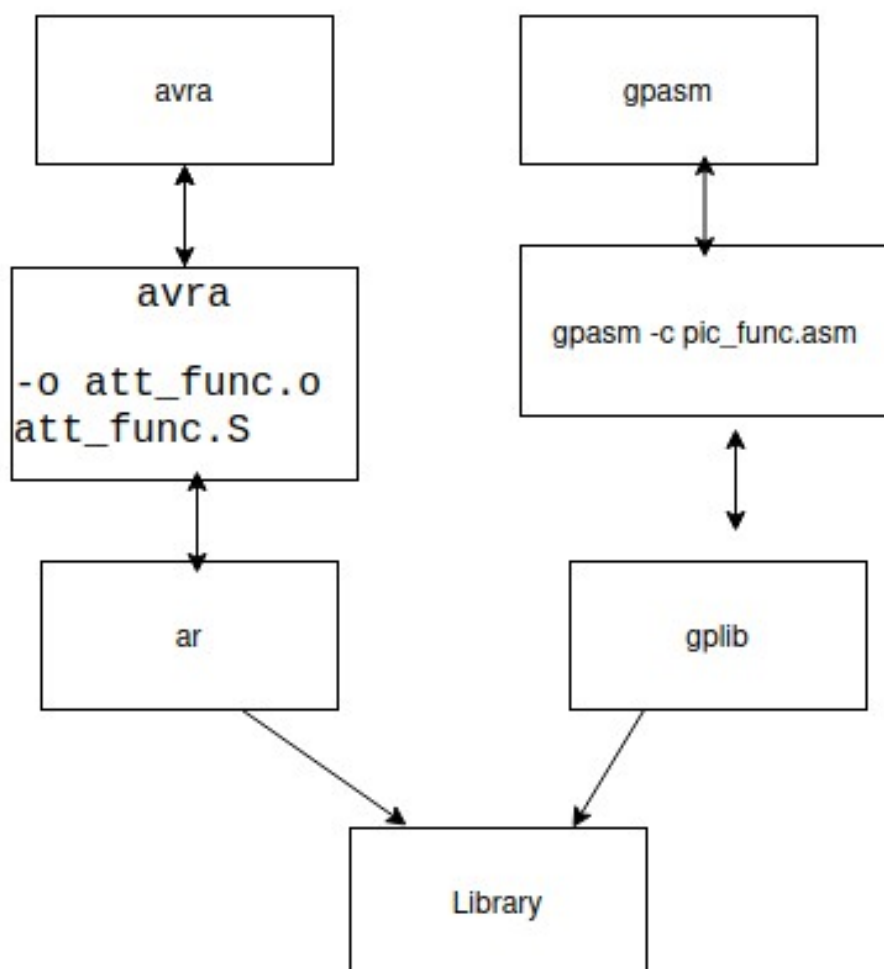 avra
gpasm
avra
-o att_func.o
att_func.S
gpasm -c pic_func.asm
ar
gplib
Library